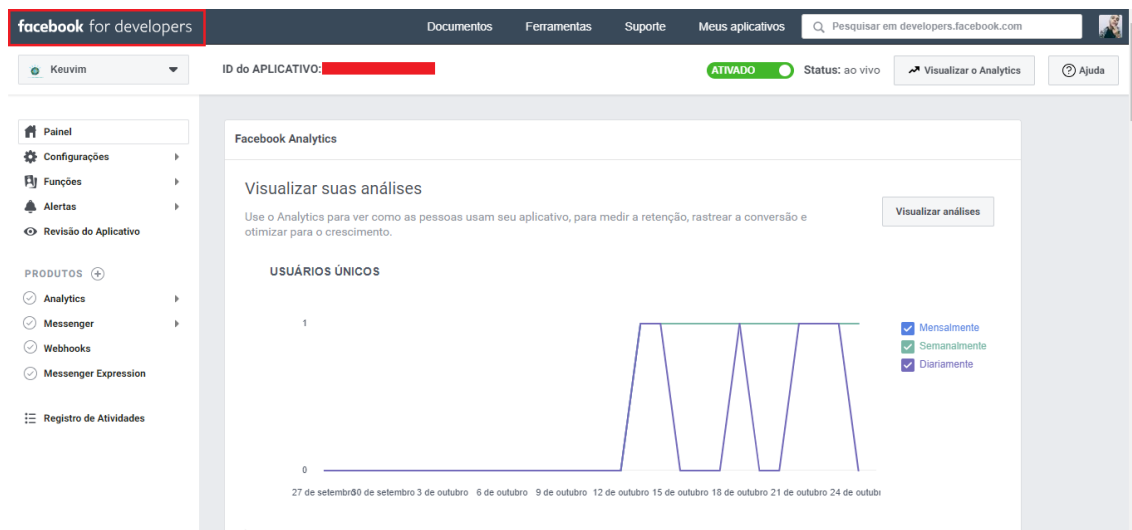 facebook for developers
Documentos
Ferramentas
Suporte
Meus aplicativos
Pesquisar em developers.facebook.com
Keuvim
ID do APLICATIVO:
ATIVADO
Status: ao vivo
Visualizar o Analytics
Ajuda
Painel
Configurações
Funções
Alertas
Revisão do Aplicativo
PRODUTOS
Analytics
Messenger
Webhooks
Messenger Expression
Registro de Atividades
Facebook Analytics
Visualizar suas análises
Use o Analytics para ver como as pessoas usam seu aplicativo, para medir a retenção, rastrear a conversão e
otimizar para o crescimento.
Visualizar análises
USUÁRIOS ÚNICOS
1
0
Mensalmente
Semanalmente
Diariamente
27 de setembro 30 de setembro 3 de outubro 6 de outubro 9 de outubro 12 de outubro 15 de outubro 18 de outubro 21 de outubro 24 de outub